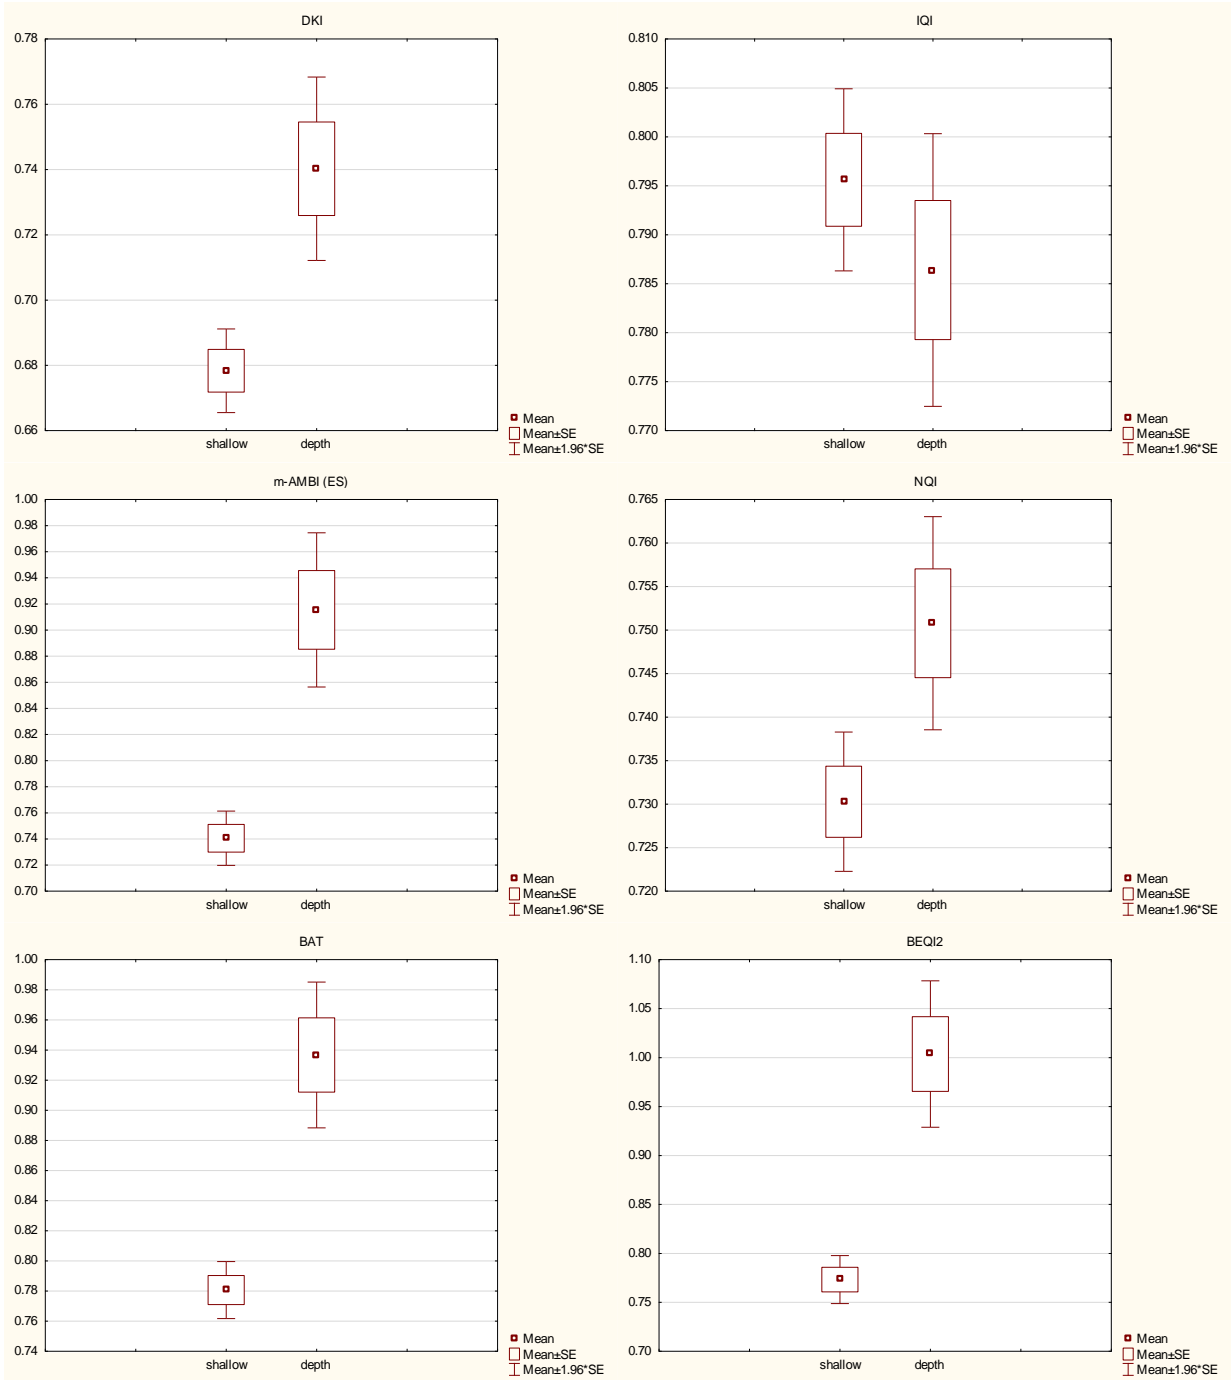 DKI
0.78
0.76
0.74
0.72
0.70
0.68
0.66
shallow depth
Mean
Mean±SE
Mean±1.96*SE
IQI
0.810
0.805
0.800
0.795
0.790
0.785
0.780
0.775
0.770
shallow depth
Mean
Mean±SE
Mean±1.96*SE
m-AMBI (ES)
1.00
0.98
0.96
0.94
0.92
0.90
0.88
0.86
0.84
0.82
0.80
0.78
0.76
0.74
0.72
0.70
shallow depth
Mean
Mean±SE
Mean±1.96*SE
NQI
0.765
0.760
0.755
0.750
0.745
0.740
0.735
0.730
0.725
0.720
shallow depth
Mean
Mean±SE
Mean±1.96*SE
BAT
1.00
0.98
0.96
0.94
0.92
0.90
0.88
0.86
0.84
0.82
0.80
0.78
0.76
0.74
shallow depth
Mean
Mean±SE
Mean±1.96*SE
BEQI2
1.10
1.05
1.00
0.95
0.90
0.85
0.80
0.75
0.70
shallow depth
Mean
Mean±SE
Mean±1.96*SE